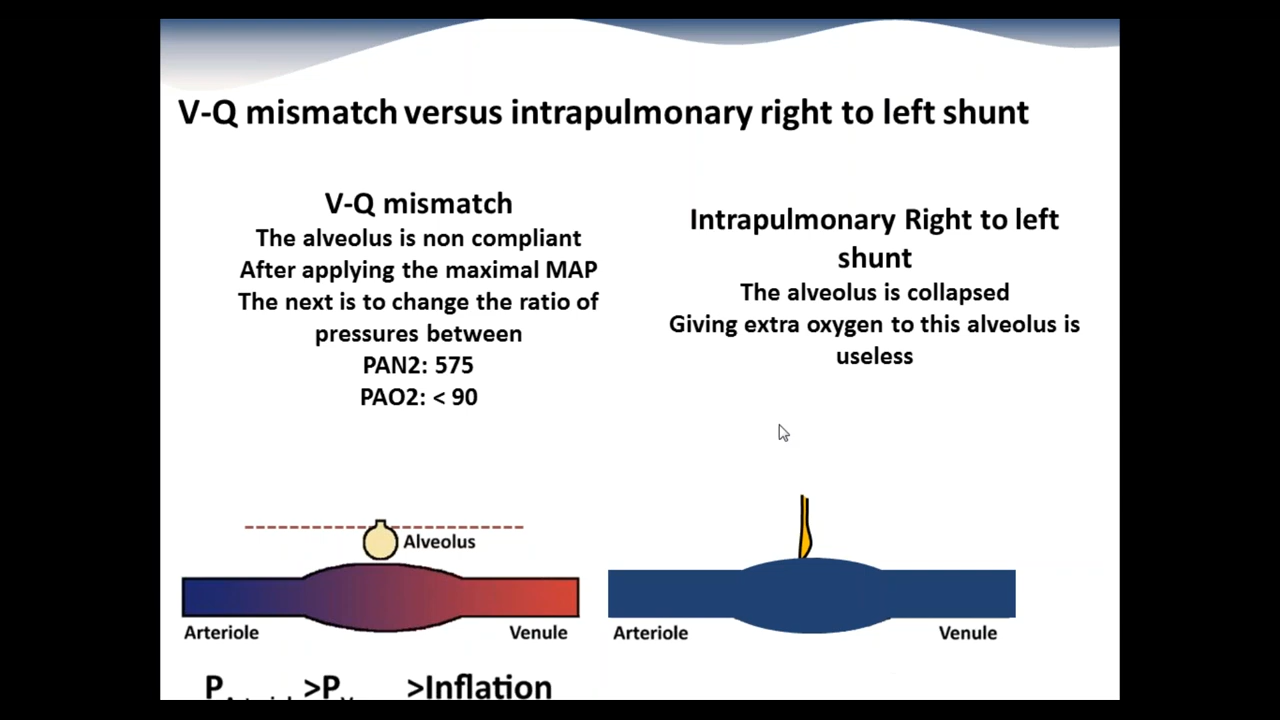 V-Q mismatch versus intrapulmonary right to left shunt
V-Q mismatch
The alveolus is non compliant
After applying the maximal MAP
The next is to change the ratio of
pressures between
PAN2: 575
PAO2: < 90
Intrapulmonary Right to left
shunt
The alveolus is collapsed
Giving extra oxygen to this alveolus is
useless
Alveolus
Arteriole
Venule
Arteriole
Venule
P >P >Inflation